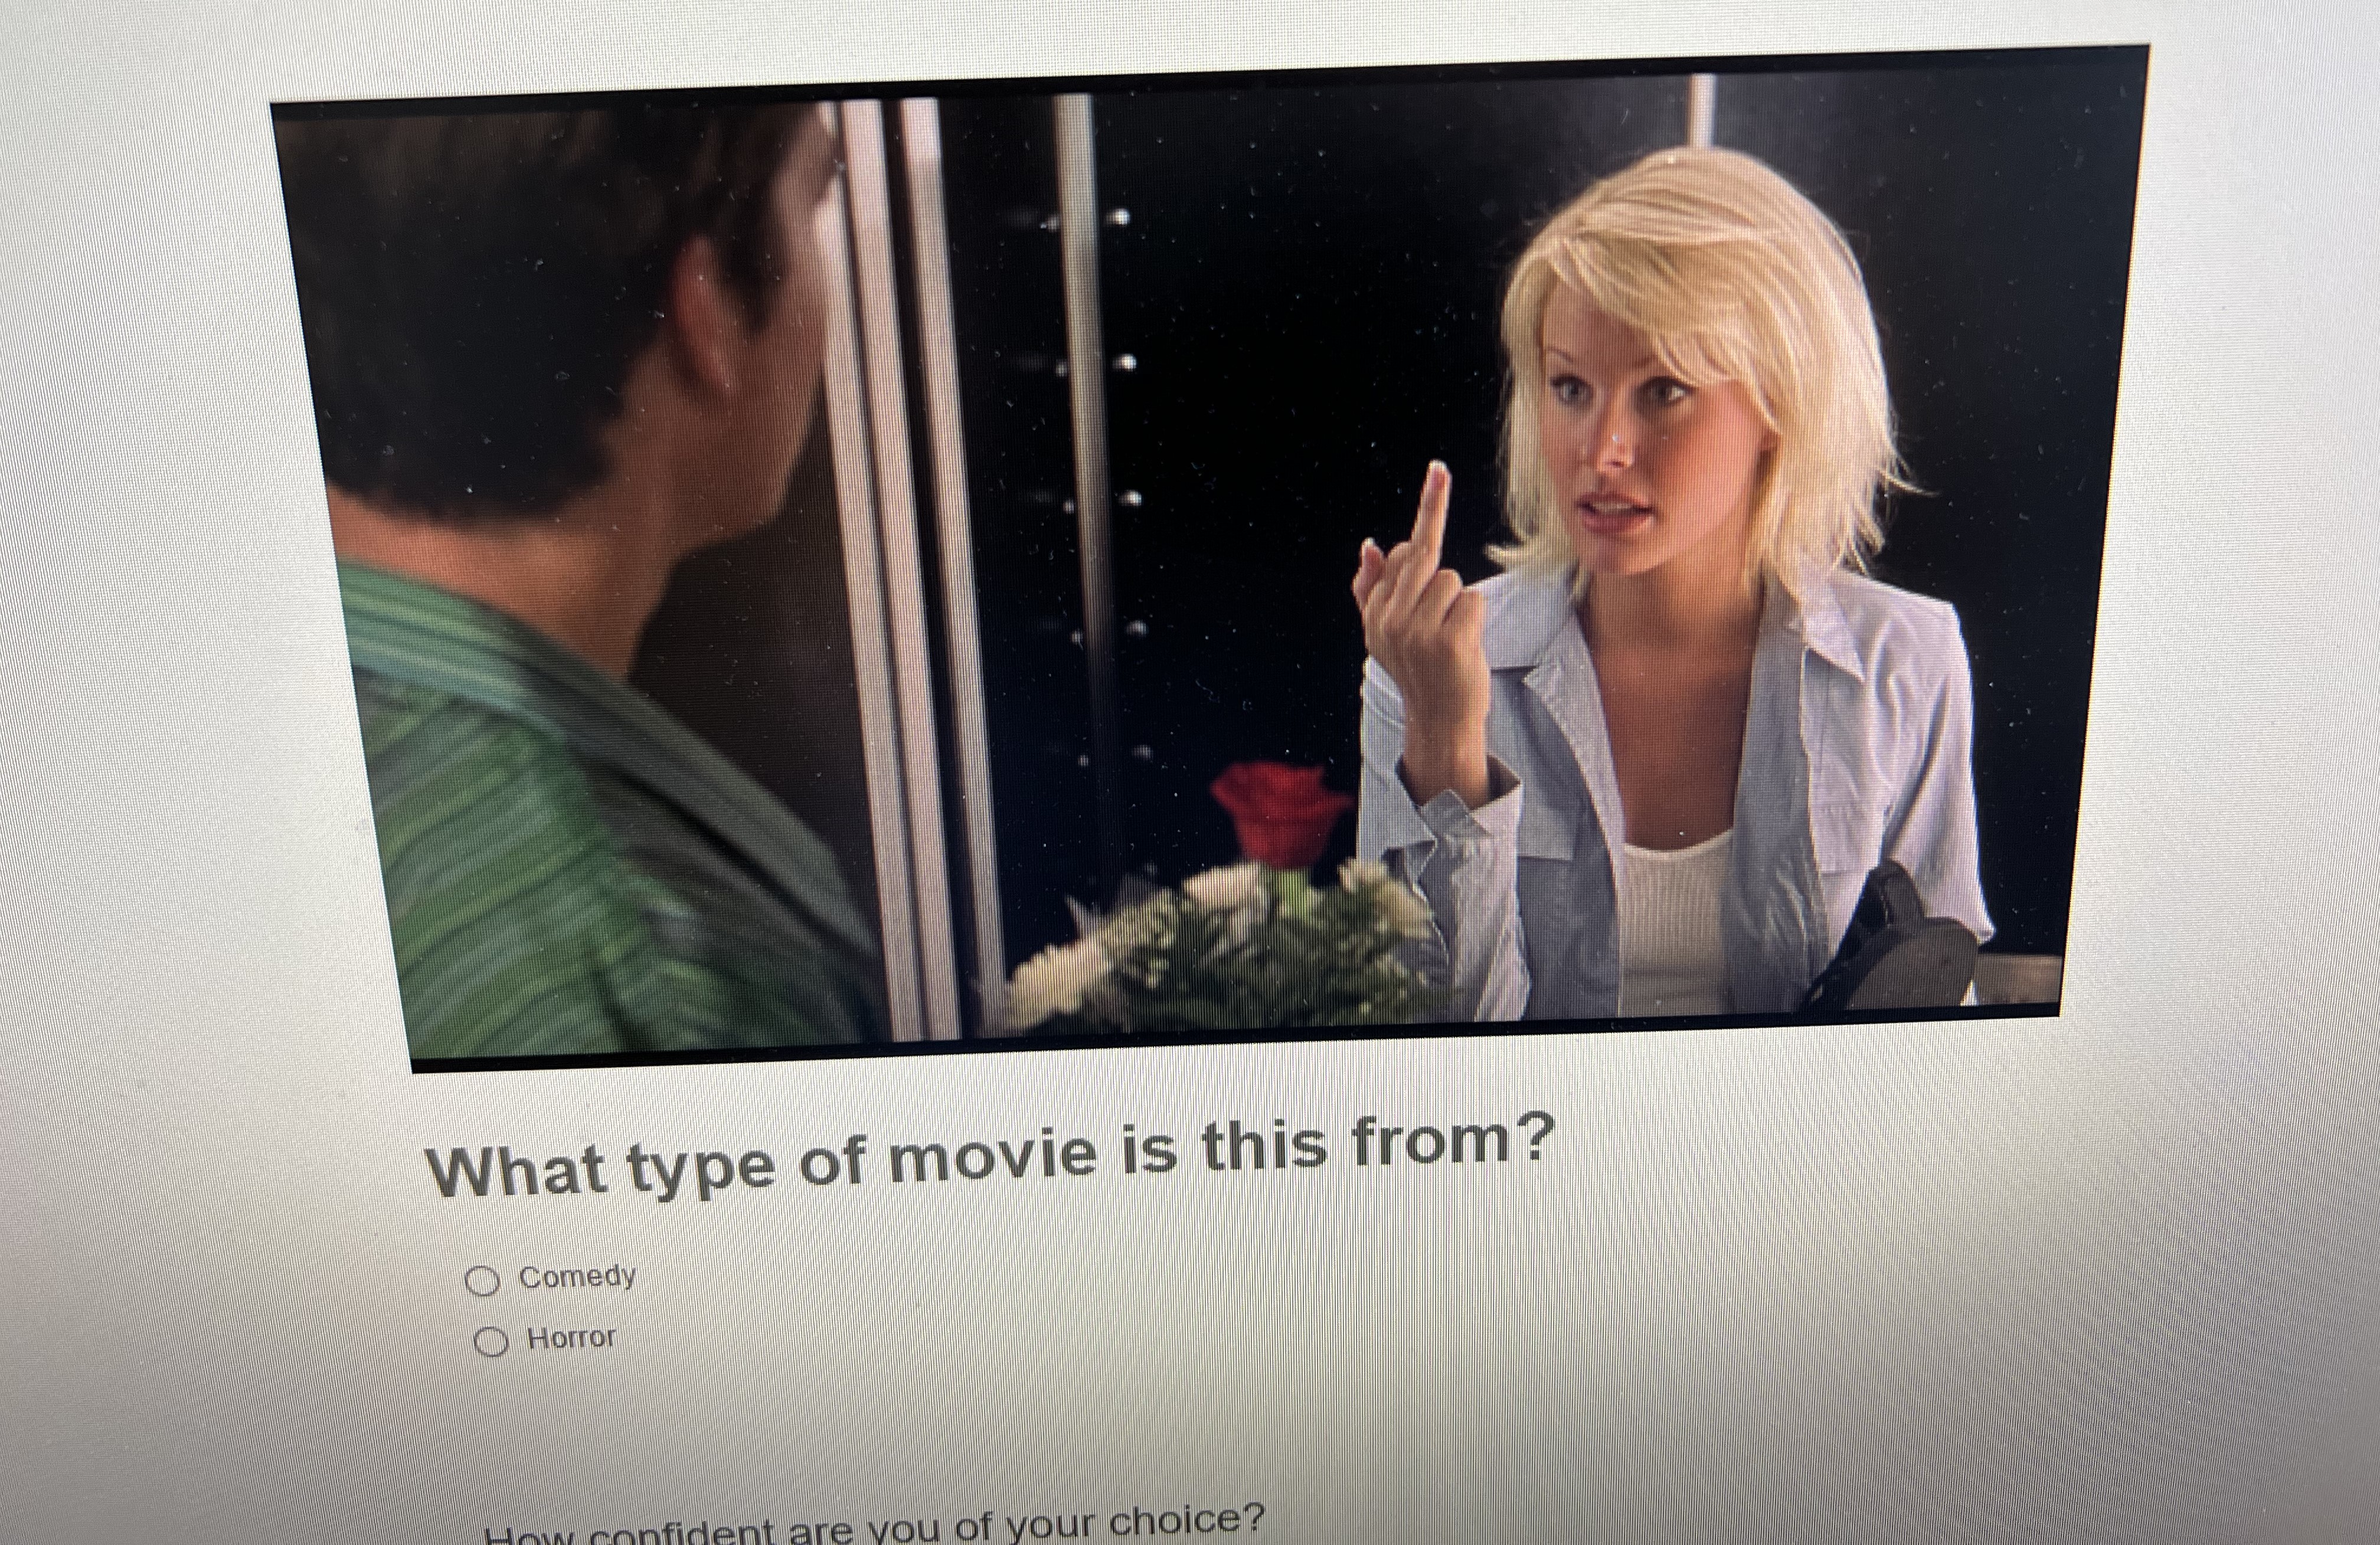 What type of movie is this from?
Comedy
Horror
How confident are you of your choice?